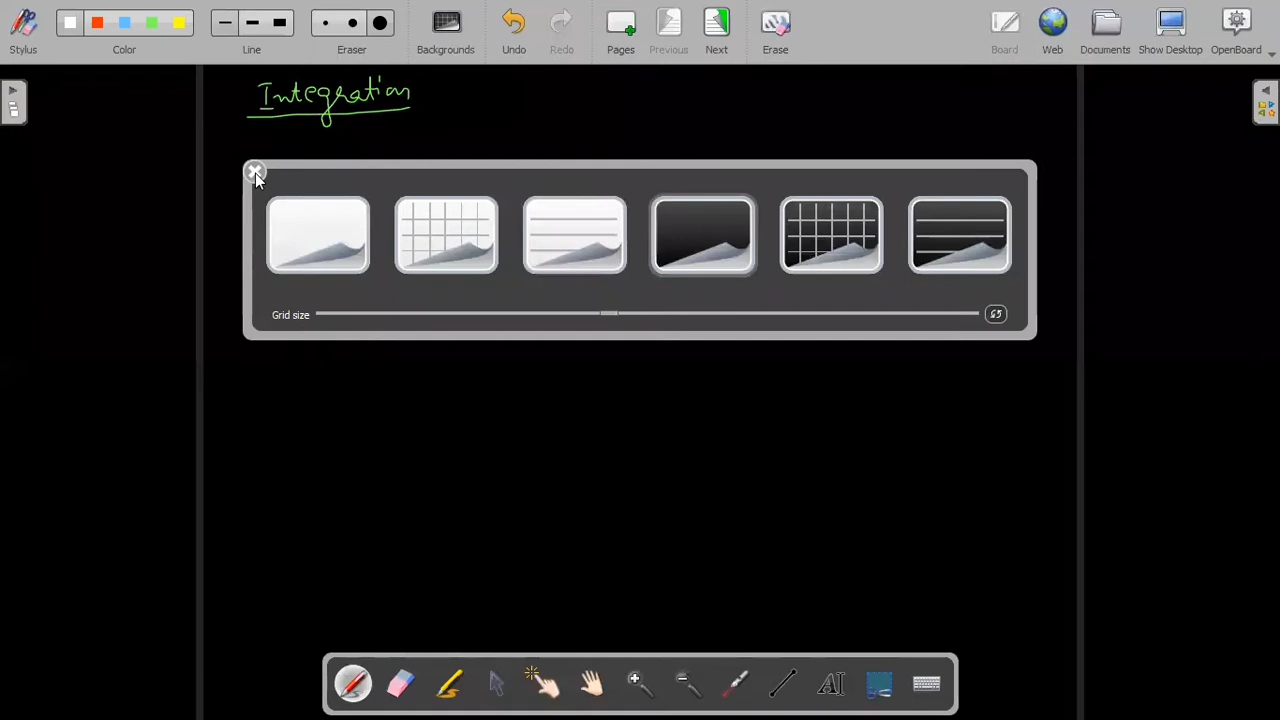 Stylus Color Line Eraser Backgrounds Undo Redo Pages Previous Next Erase Board Web Documents Show Desktop OpenBoard
Integration
Grid size
AI